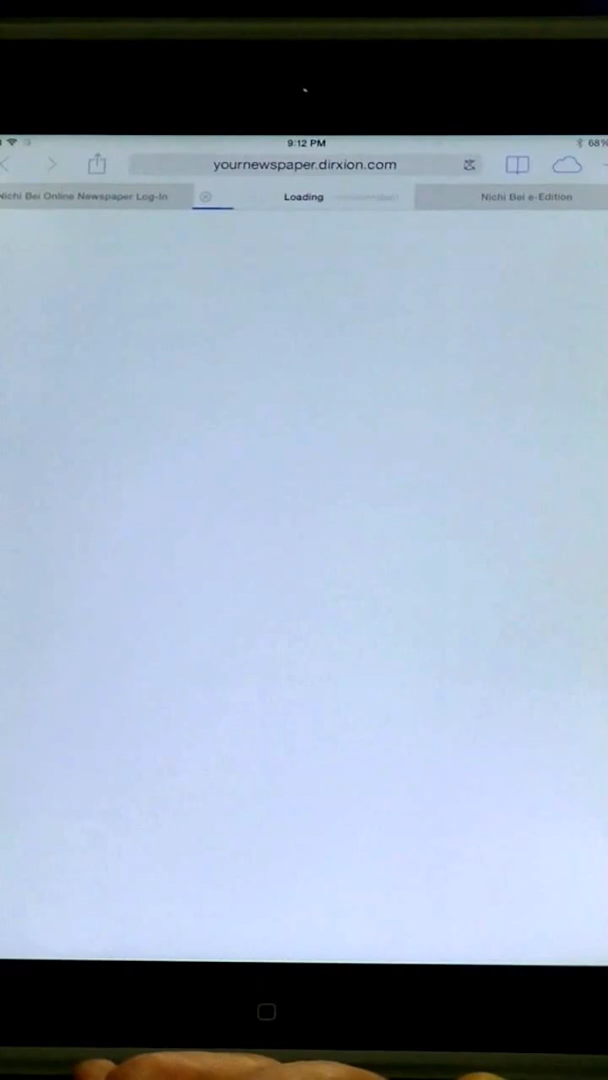 9:12 PM
68%
yournewspaper.dirxion.com
Nichi Bei Online Newspaper Log-In
Loading
Nichi Bei e-Edition